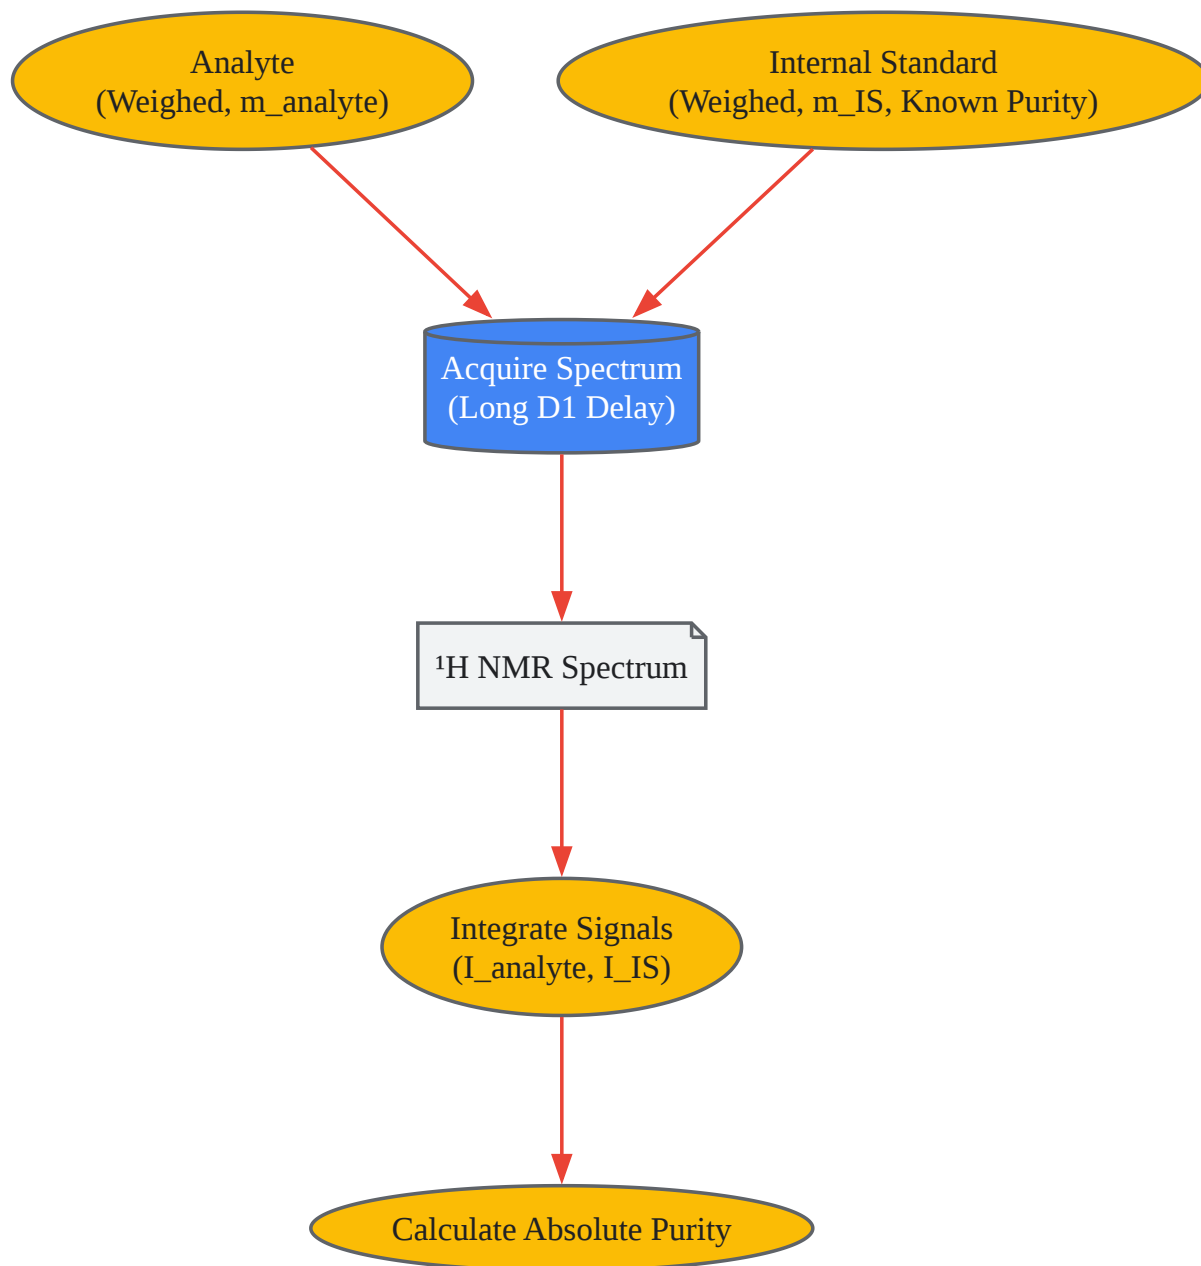 Analyte
(Weighed, m_analyte)
Internal Standard
(Weighed, m_IS, Known Purity)
Acquire Spectrum
(Long D1 Delay)
¹H NMR Spectrum
Integrate Signals
(I_analyte, I_IS)
Calculate Absolute Purity